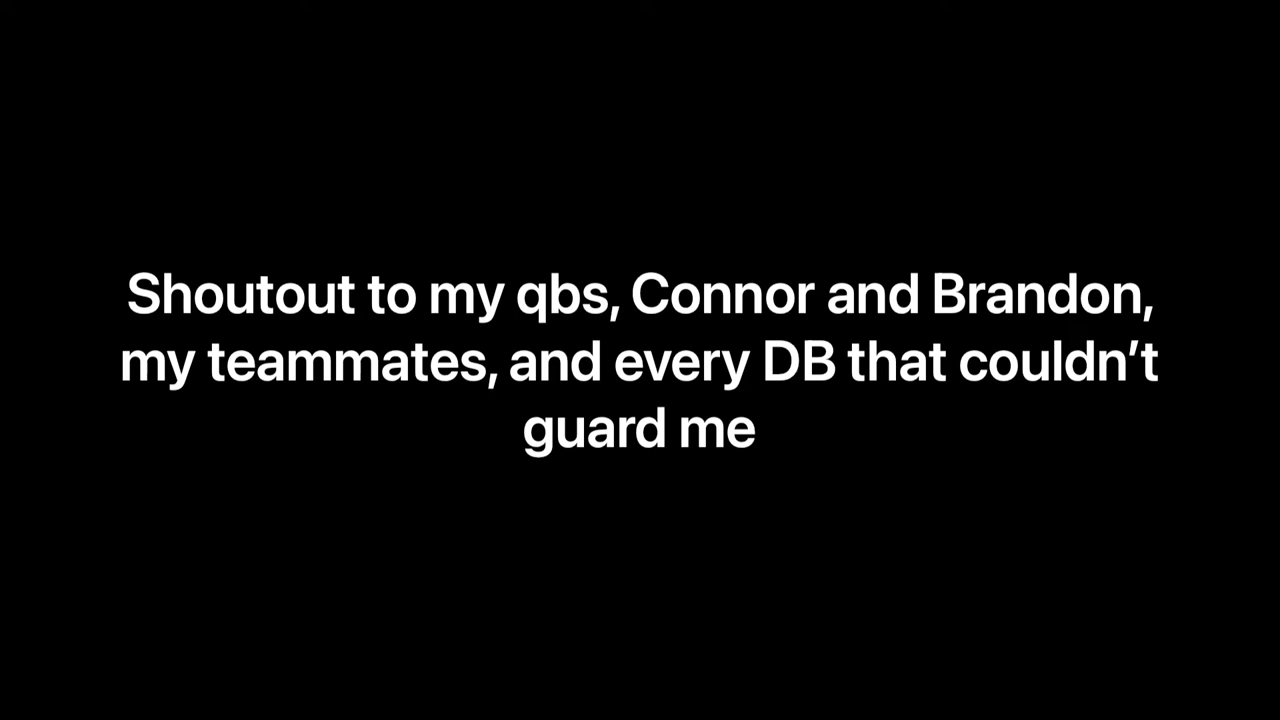 Shoutout to my qbs, Connor and Brandon,
my teammates, and every DB that couldn’t
guard me